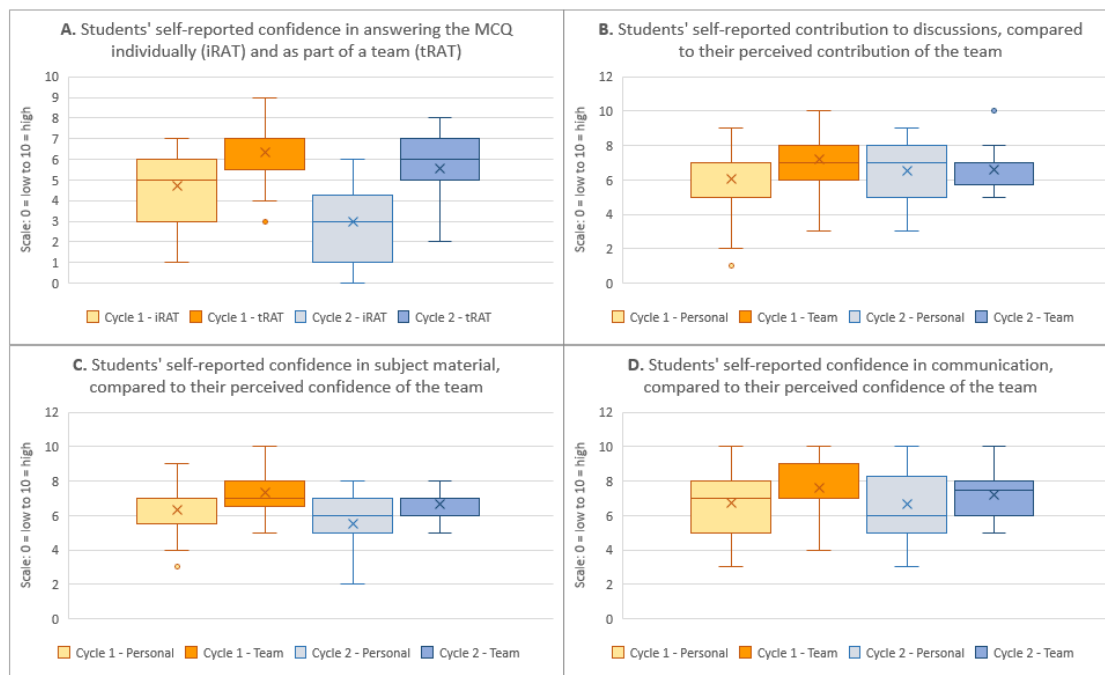 A. Students' self-reported confidence in answering the MCQ
individually (iRAT) and as part of a team (tRAT)
Scale: 0 = low to 10 = high
10
9
8
7
6
5
4
3
2
1
0
Cycle 1 - iRAT Cycle 1 - tRAT Cycle 2 - iRAT Cycle 2 - tRAT
B. Students' self-reported contribution to discussions, compared
to their perceived contribution of the team
Scale: 0 = low to 10 = high
12
10
8
6
4
2
0
Cycle 1 - Personal Cycle 1 - Team Cycle 2 - Personal Cycle 2 - Team
C. Students' self-reported confidence in subject material,
compared to their perceived confidence of the team
Scale: 0 = low to 10 = high
12
10
8
6
4
2
0
Cycle 1 - Personal Cycle 1 - Team Cycle 2 - Personal Cycle 2 - Team
D. Students' self-reported confidence in communication,
compared to their perceived confidence of the team
Scale: 0 = low to 10 = high
12
10
8
6
4
2
0
Cycle 1 - Personal Cycle 1 - Team Cycle 2 - Personal Cycle 2 - Team